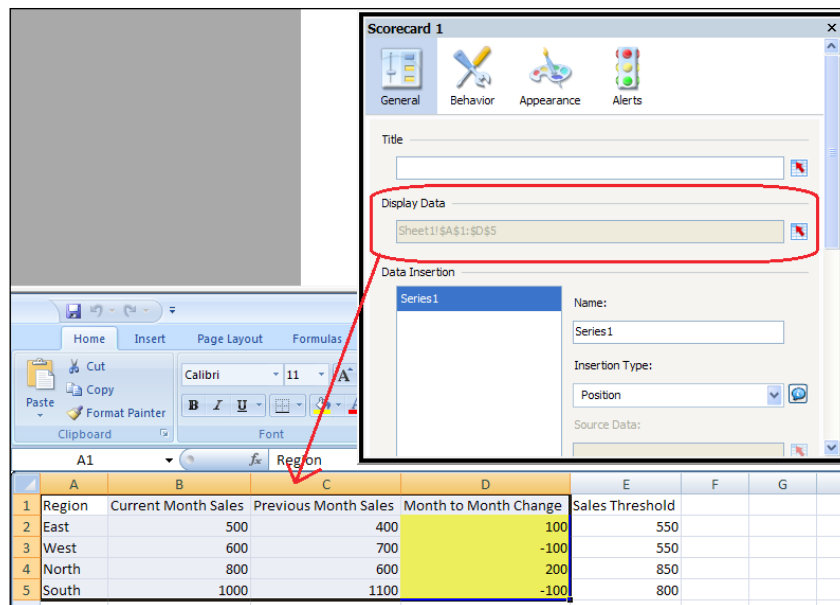 Scorecard 1
General Behavior Appearance Alerts
Title
Display Data
Sheet1!$A$1:$D$5
Data Insertion
Series1
Name:
Series1
Insertion Type:
Position
Source Data:
Home Insert Page Layout Formulas
Paste
Cut
Copy
Format Painter
Clipboard
Calibri 11 A
B I U A
Font
A1 fx Region
A B C D E F G
1 Region Current Month Sales Previous Month Sales Month to Month Change Sales Threshold
2 East 500 400 100 550
3 West 600 700 -100 550
4 North 800 600 200 850
5 South 1000 1100 -100 800